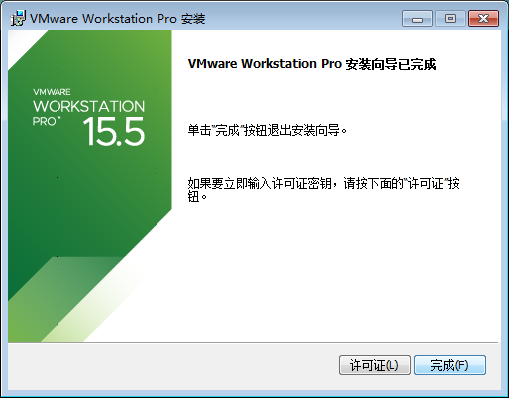 VMware Workstation Pro 安装
VMWARE
WORKSTATION
PRO™
15.5
VMware Workstation Pro 安装向导已完成
单击"完成"按钮退出安装向导。
如果要立即输入许可证密钥，请按下面的"许可证"按
钮。
许可证(L)
完成(F)